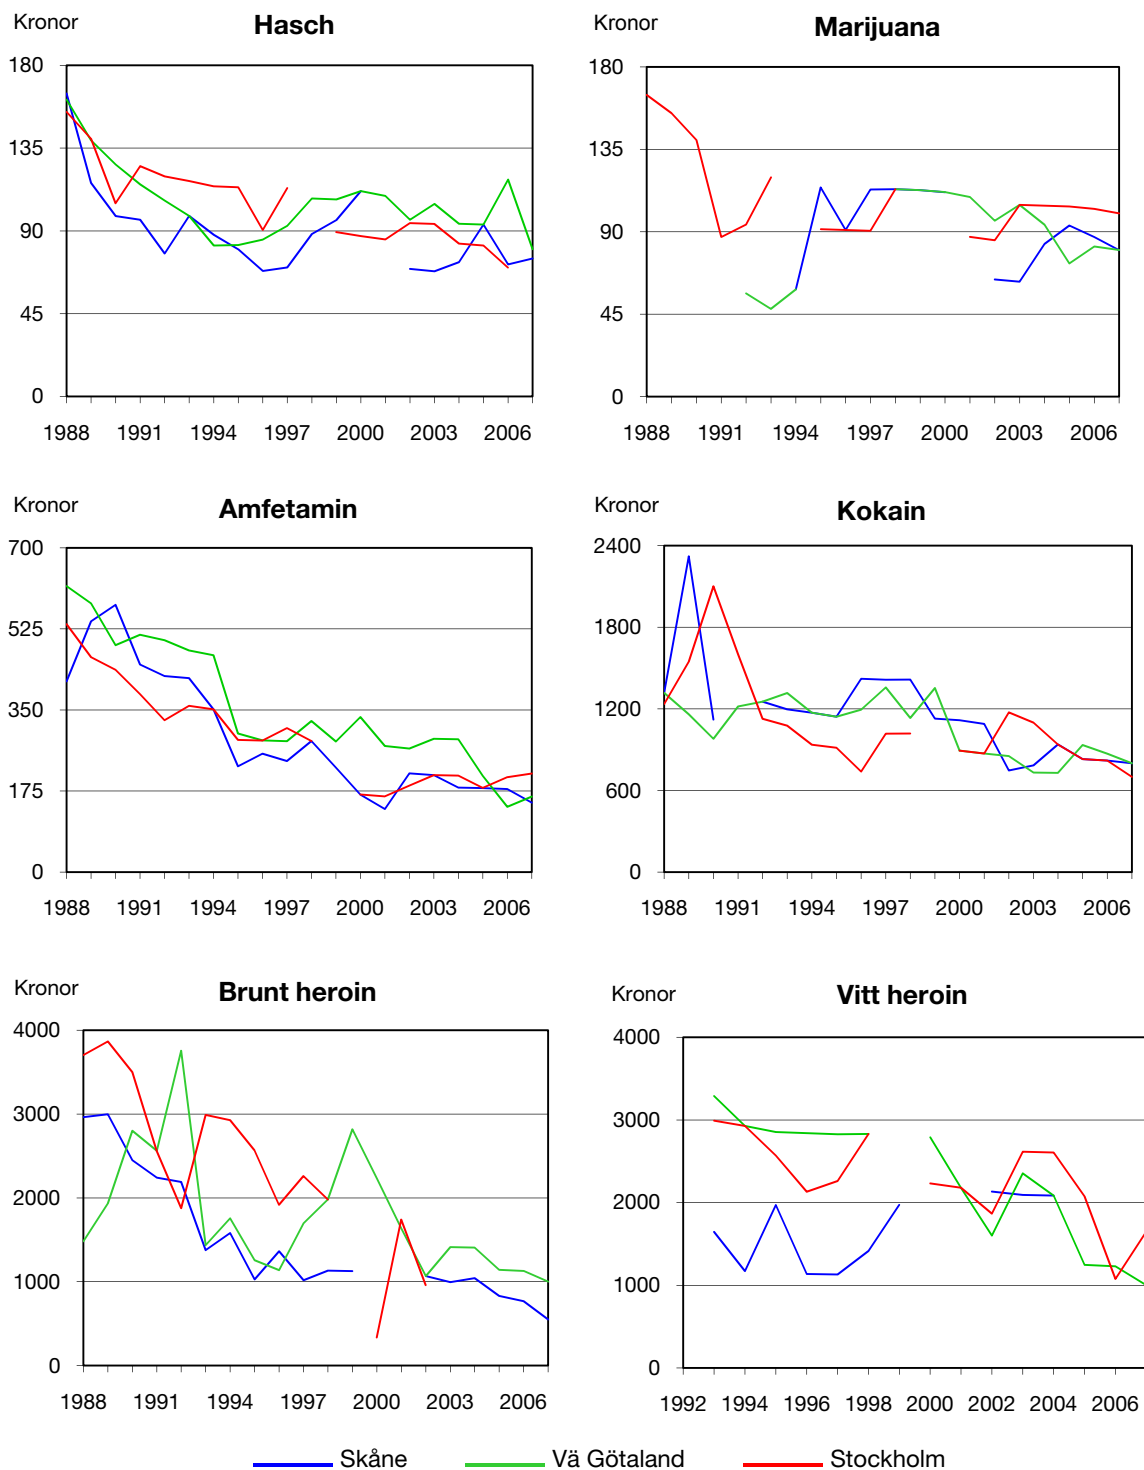 Kronor
Hasch
180
135
90
45
0
1988 1991 1994 1997 2000 2003 2006
Kronor
Marijuana
180
135
90
45
0
1988 1991 1994 1997 2000 2003 2006
Kronor
Amfetamin
700
525
350
175
0
1988 1991 1994 1997 2000 2003 2006
Kronor
Kokain
2400
1800
1200
600
0
1988 1991 1994 1997 2000 2003 2006
Kronor
Brunt heroin
4000
3000
2000
1000
0
1988 1991 1994 1997 2000 2003 2006
Kronor
Vitt heroin
4000
3000
2000
1000
0
1992 1994 1996 1998 2000 2002 2004 2006
Skåne Vä Götaland Stockholm